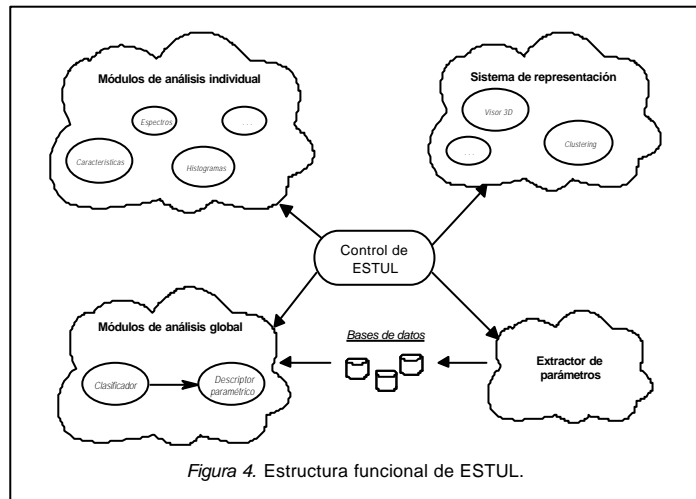 Módulos de análisis individual
Espectros
. . .
Características
Histogramas
Sistema de representación
Visor 3D
. . .
Clustering
Control de
ESTUL
Módulos de análisis global
Clasificador
Descriptor
paramétrico
Bases de datos
Extractor de
parámetros
Figura 4. Estructura funcional de ESTUL.